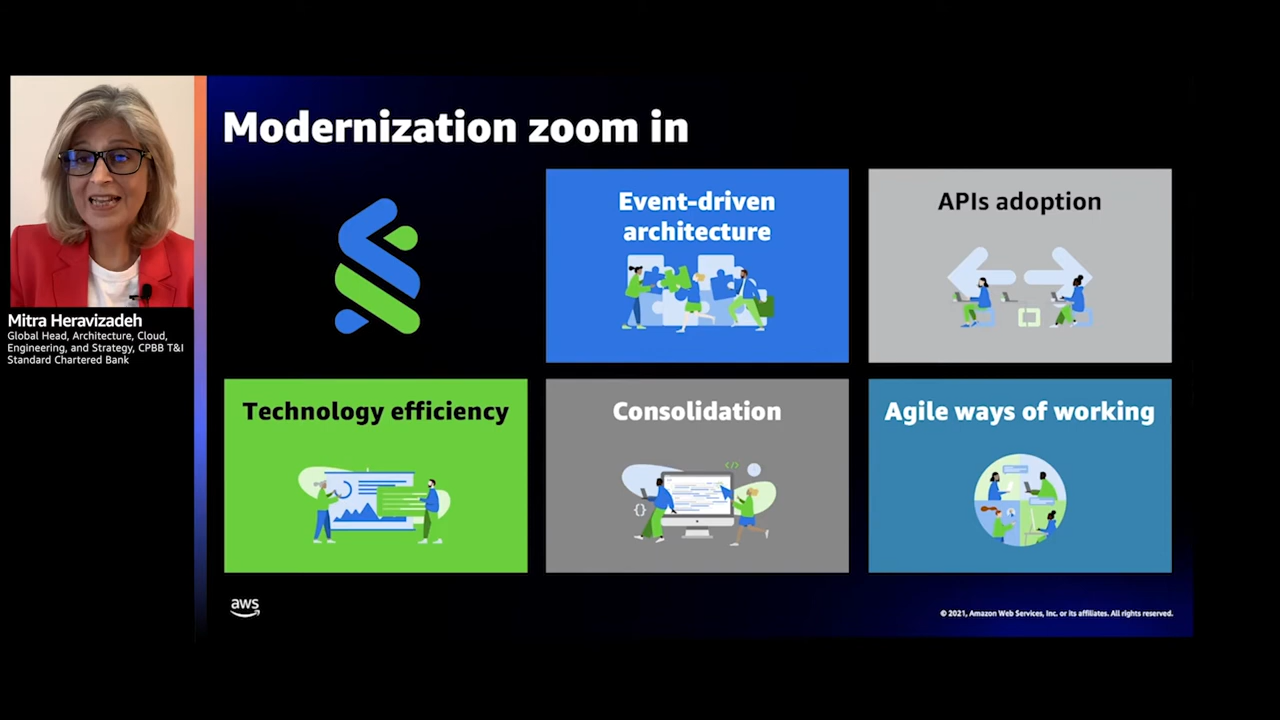 Modernization zoom in
Mitra Heravizadeh
Global Head, Architecture, Cloud,
Engineering, and Strategy, CPBB T&I
Standard Chartered Bank
Event-driven
architecture
APIs adoption
Technology efficiency
Consolidation
</>
{}
Agile ways of working
aws
© 2021, Amazon Web Services, Inc. or its affiliates. All rights reserved.